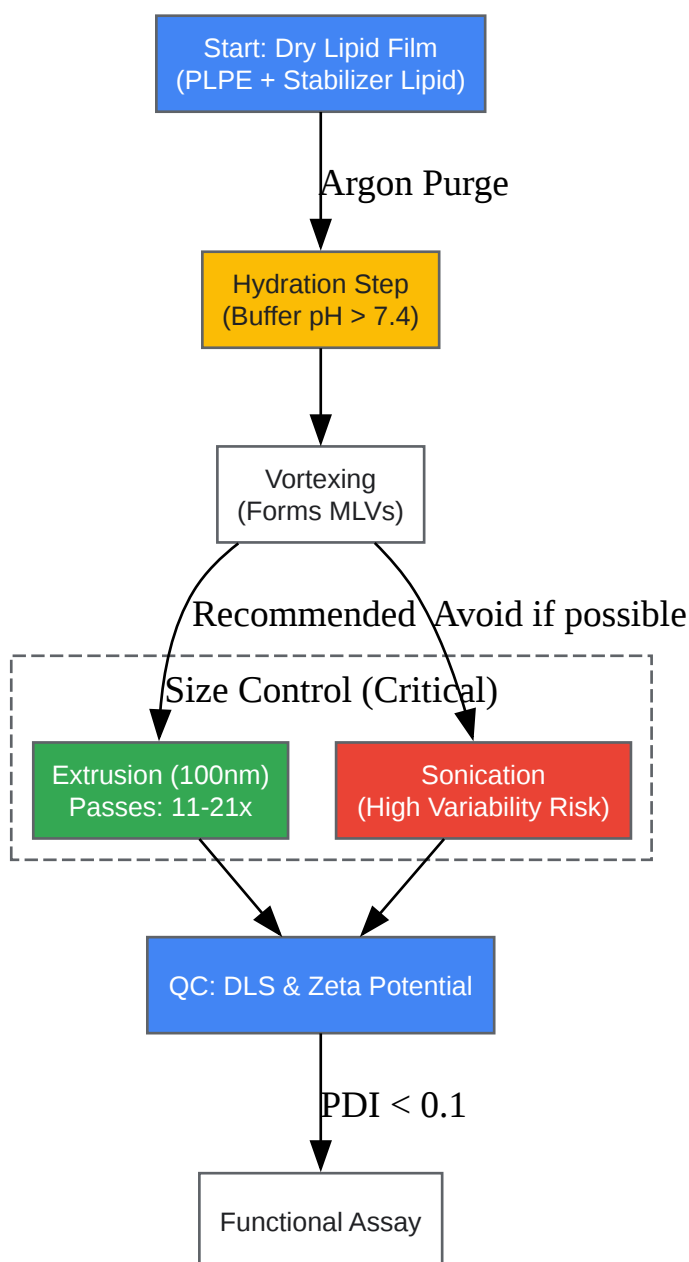 Start: Dry Lipid Film
(PLPE + Stabilizer Lipid)
Argon Purge
Hydration Step
(Buffer pH > 7.4)
Vortexing
(Forms MLVs)
Recommended
Avoid if possible
Size Control (Critical)
Extrusion (100nm)
Passes: 11-21x
Sonication
(High Variability Risk)
QC: DLS & Zeta Potential
PDI < 0.1
Functional Assay